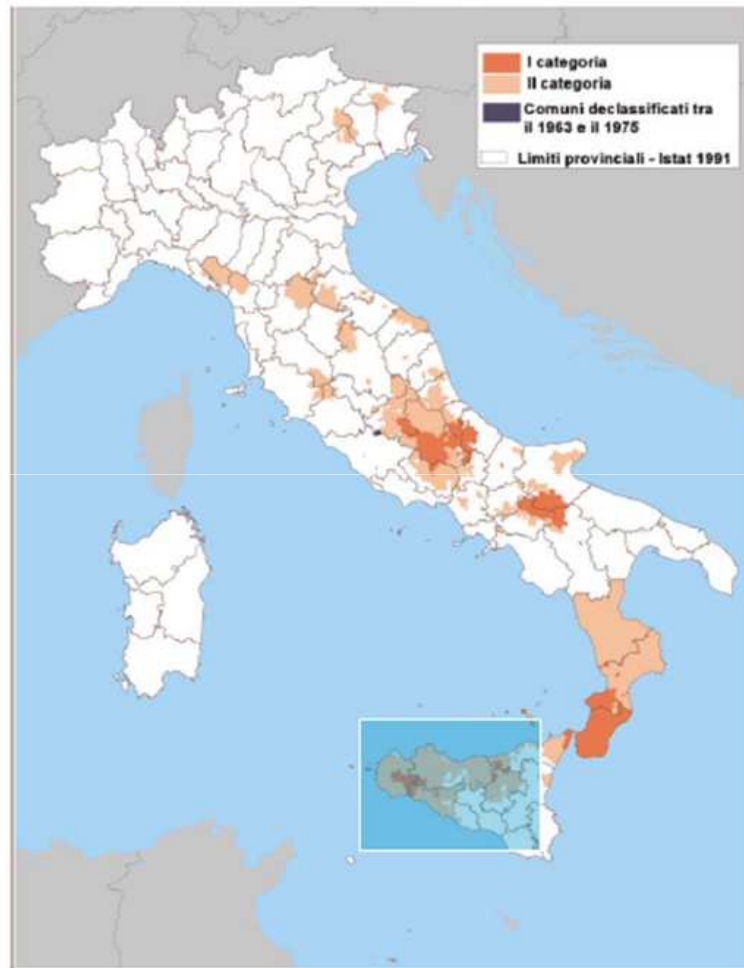 I categoria
II categoria
Comuni declassificati tra
il 1963 e il 1975
Limiti provinciali - Istat 1991